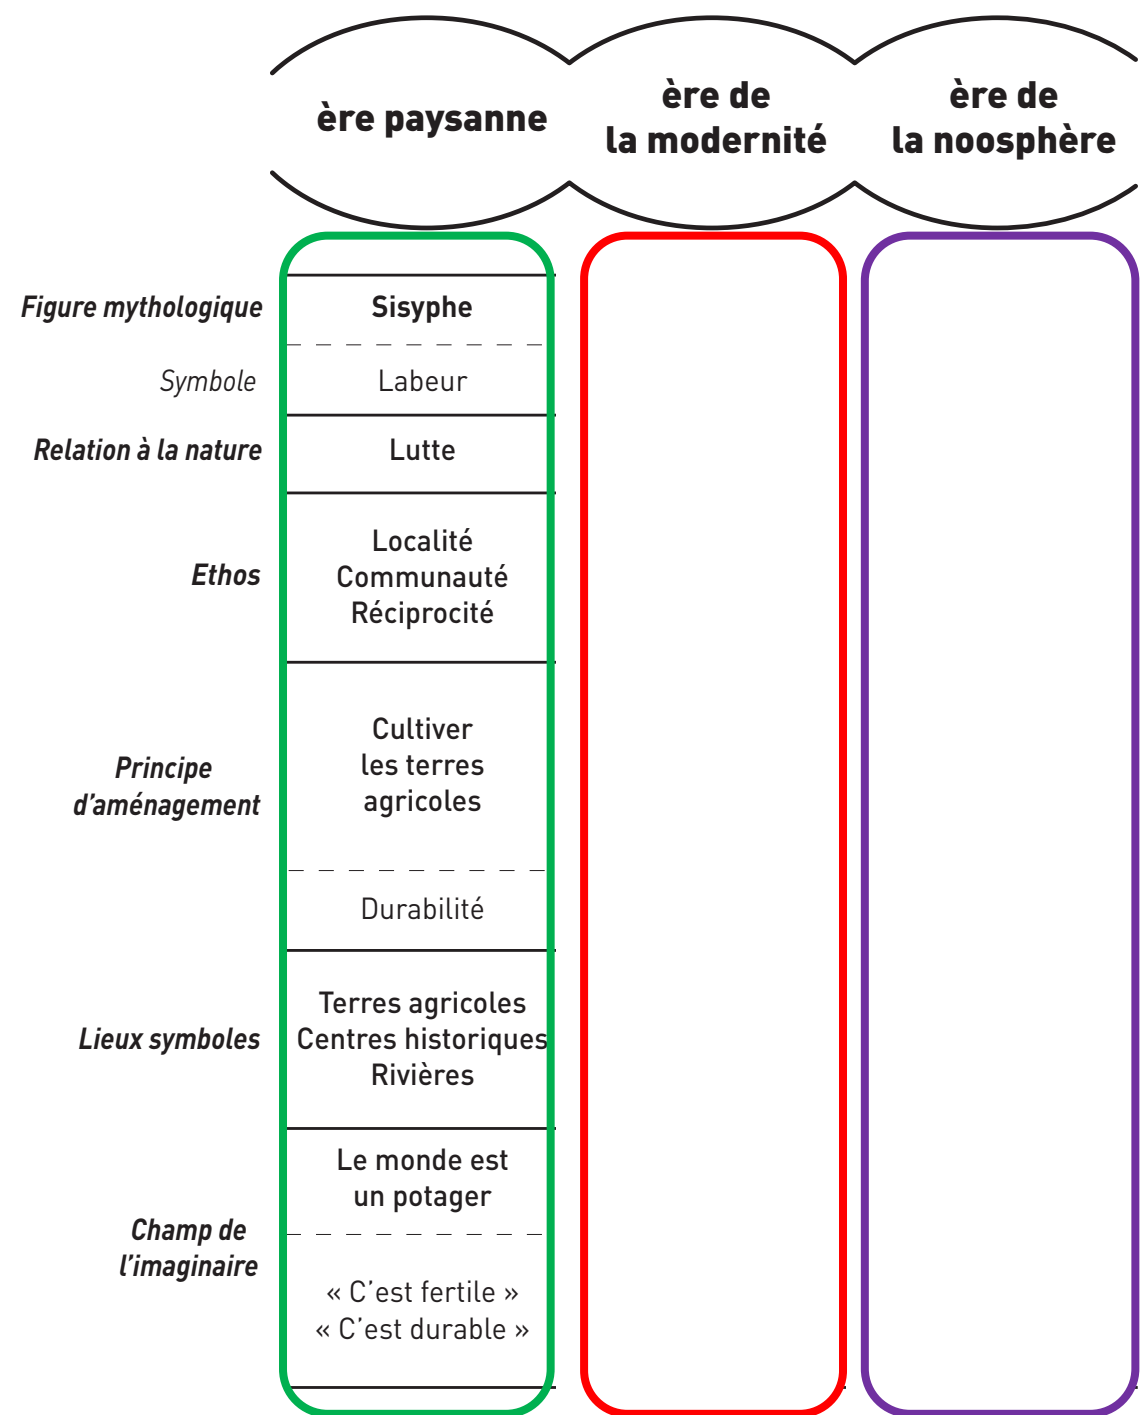 ère paysanne
ère de
la modernité
ère de
la noosphère
Figure mythologique
Sisyphe
Symbole
Labeur
Relation à la nature
Lutte
Ethos
Localité
Communauté
Réciprocité
Principe
d’aménagement
Cultiver
les terres
agricoles
Durabilité
Lieux symboles
Terres agricoles
Centres historiques
Rivières
Champ de
l’imaginaire
Le monde est
un potager
« C’est fertile »
« C’est durable »